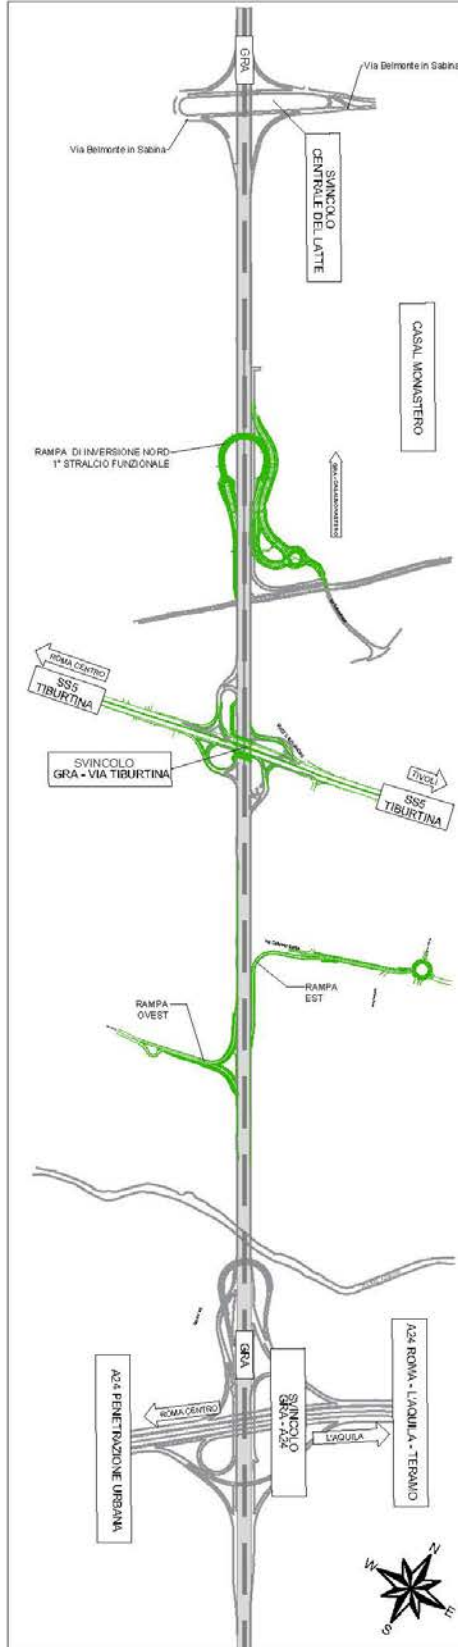 GRA
Via Belmonte in Sabina
Via Belmonte in Sabina
SVINCOLO
CENTRALE DEL LATTE
CASAL MONASTERO
RAMPA DI INVERSIONE NORD
1° STRALCIO FUNZIONALE
GRA - CASALMONASTERO
ROMA CENTRO
SS5
TIBURTINA
SVINCOLO
GRA - VIA TIBURTINA
TIVOLI
SS5
TIBURTINA
RAMPA
EST
RAMPA
OVEST
GRA
SVINCOLO
GRA - A24
A24 ROMA - L'AQUILA - TERAMO
A24 PENETRAZIONE URBANA
ROMA CENTRO
L'AQUILA
N
W
E
S